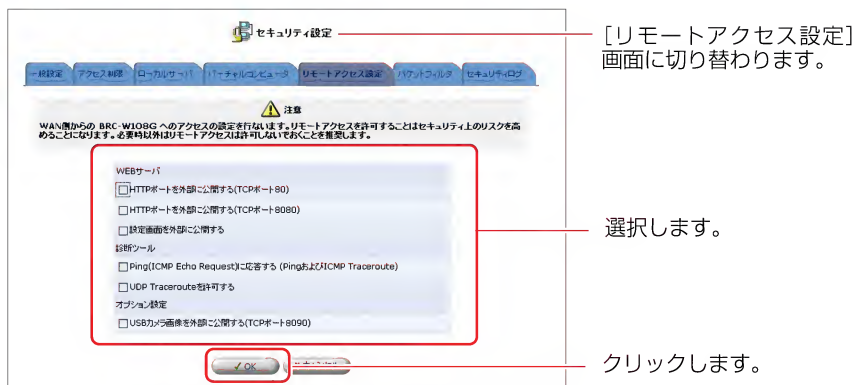 セキュリティ設定
[リモートアクセス設定]
画面に切り替わります。
一般設定
アクセス制限
ローカルサーバ
バーチャルコンピュータ
リモートアクセス設定
パケットフィルタ
セキュリティログ
注意
WAN側からの BRC-W108G へのアクセスの設定を行ないます。リモートアクセスを許可することはセキュリティ上のリスクを高
めることになります。必要時以外はリモートアクセスは許可しないでおくことを推奨します。
WEBサーバ
HTTPポートを外部に公開する(TCPポート80)
HTTPポートを外部に公開する(TCPポート8080)
設定画面を外部に公開する
選択します。
診断ツール
Ping(ICMP Echo Request)に応答する (PingおよびICMP Traceroute)
UDP Tracerouteを許可する
オプション設定
USBカメラ画像を外部に公開する(TCPポート8090)
OK
クリックします。